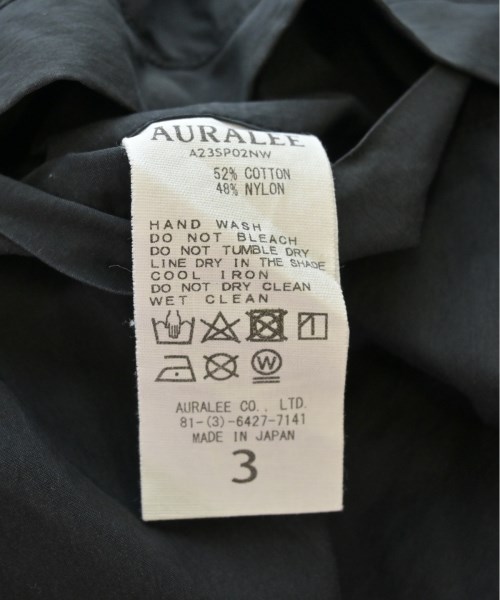 AURALEE
A23SP02NW
52% COTTON
48% NYLON
HAND WASH
DO NOT BLEACH
DO NOT TUMBLE DRY
LINE DRY IN THE SHADE
COOL IRON
DO NOT DRY CLEAN
WET CLEAN
W
AURALEE CO., LTD.
81-(3)-6427-7141
MADE IN JAPAN
3